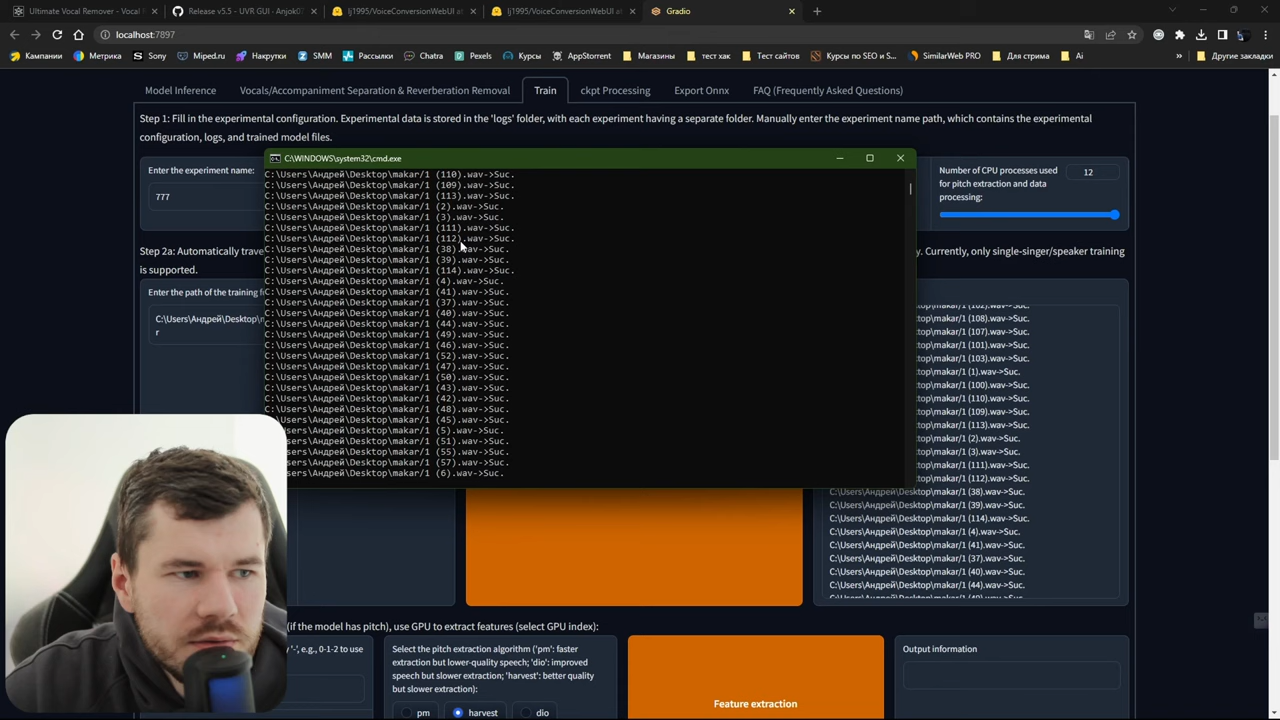 Ultimate Vocal Remover - Vocal
Release v5.5 - UVR GUI - Anjok07
lj1995/VoiceConversionWebUI at
lj1995/VoiceConversionWebUI at
Gradio
localhost:7897
Кампании
Метрика
Sony
Miped.ru
Накрутки
SMM
Рассылки
Chatra
Pexels
Курсы
AppStorrent
Магазины
тест хак
Тест сайтов
Курсы по SEO и S...
SimilarWeb PRO
Для стрима
Ai
»
Другие закладки
Model Inference
Vocals/Accompaniment Separation & Reverberation Removal
Train
ckpt Processing
Export Onnx
FAQ (Frequently Asked Questions)
Step 1: Fill in the experimental configuration. Experimental data is stored in the 'logs' folder, with each experiment having a separate folder. Manually enter the experiment name path, which contains the experimental
configuration, logs, and trained model files.
Enter the experiment name:
777
Number of CPU processes used
for pitch extraction and data
processing:
12
Step 2a: Automatically trave
y. Currently, only single-singer/speaker training
is supported.
Enter the path of the training f
C:\Users\Андрей\Desktop\m
r
C:\WINDOWS\system32\cmd.exe
C:\Users\Андрей\Desktop\makar/1 (110).wav->Suc.
C:\Users\Андрей\Desktop\makar/1 (109).wav->Suc.
C:\Users\Андрей\Desktop\makar/1 (113).wav->Suc.
C:\Users\Андрей\Desktop\makar/1 (2).wav->Suc.
C:\Users\Андрей\Desktop\makar/1 (3).wav->Suc.
C:\Users\Андрей\Desktop\makar/1 (111).wav->Suc.
C:\Users\Андрей\Desktop\makar/1 (112).wav->Suc.
C:\Users\Андрей\Desktop\makar/1 (38).wav->Suc.
C:\Users\Андрей\Desktop\makar/1 (39).wav->Suc.
C:\Users\Андрей\Desktop\makar/1 (114).wav->Suc.
C:\Users\Андрей\Desktop\makar/1 (4).wav->Suc.
C:\Users\Андрей\Desktop\makar/1 (41).wav->Suc.
C:\Users\Андрей\Desktop\makar/1 (37).wav->Suc.
C:\Users\Андрей\Desktop\makar/1 (40).wav->Suc.
C:\Users\Андрей\Desktop\makar/1 (44).wav->Suc.
C:\Users\Андрей\Desktop\makar/1 (49).wav->Suc.
C:\Users\Андрей\Desktop\makar/1 (46).wav->Suc.
C:\Users\Андрей\Desktop\makar/1 (52).wav->Suc.
C:\Users\Андрей\Desktop\makar/1 (47).wav->Suc.
C:\Users\Андрей\Desktop\makar/1 (50).wav->Suc.
C:\Users\Андрей\Desktop\makar/1 (43).wav->Suc.
C:\Users\Андрей\Desktop\makar/1 (42).wav->Suc.
C:\Users\Андрей\Desktop\makar/1 (48).wav->Suc.
\Users\Андрей\Desktop\makar/1 (45).wav->Suc.
Users\Андрей\Desktop\makar/1 (5).wav->Suc.
sers\Андрей\Desktop\makar/1 (51).wav->Suc.
sers\Андрей\Desktop\makar/1 (55).wav->Suc.
sers\Андрей\Desktop\makar/1 (57).wav->Suc.
sers\Андрей\Desktop\makar/1 (6).wav->Suc.
top\makar/1 (102).wav->Suc.
top\makar/1 (108).wav->Suc.
top\makar/1 (107).wav->Suc.
top\makar/1 (101).wav->Suc.
top\makar/1 (103).wav->Suc.
top\makar/1 (1).wav->Suc.
top\makar/1 (100).wav->Suc.
top\makar/1 (110).wav->Suc.
top\makar/1 (109).wav->Suc.
top\makar/1 (113).wav->Suc.
top\makar/1 (2).wav->Suc.
top\makar/1 (3).wav->Suc.
top\makar/1 (111).wav->Suc.
top\makar/1 (112).wav->Suc.
C:\Users\Андрей\Desktop\makar/1 (38).wav->Suc.
C:\Users\Андрей\Desktop\makar/1 (39).wav->Suc.
C:\Users\Андрей\Desktop\makar/1 (114).wav->Suc.
C:\Users\Андрей\Desktop\makar/1 (4).wav->Suc.
C:\Users\Андрей\Desktop\makar/1 (41).wav->Suc.
C:\Users\Андрей\Desktop\makar/1 (37).wav->Suc.
C:\Users\Андрей\Desktop\makar/1 (40).wav->Suc.
C:\Users\Андрей\Desktop\makar/1 (44).wav->Suc.
C:\Users\Андрей\Desktop\makar/1 (49).wav->Suc.
(if the model has pitch), use GPU to extract features (select GPU index):
'-', e.g., 0-1-2 to use
Select the pitch extraction algorithm ('pm': faster
extraction but lower-quality speech; 'dio': improved
speech but slower extraction; 'harvest': better quality
but slower extraction):
pm
harvest
dio
Feature extraction
Output information